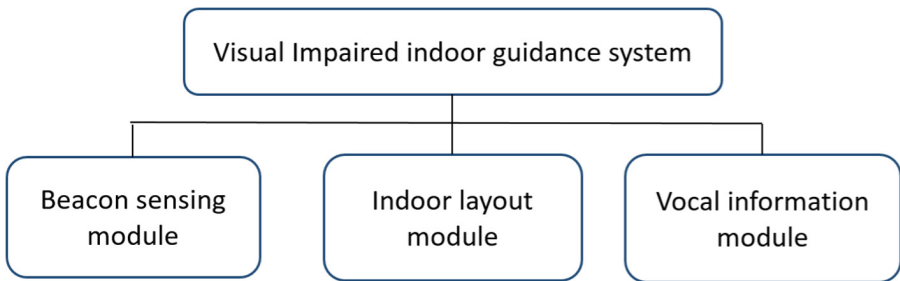 Visual Impaired indoor guidance system
Beacon sensing
module
Indoor layout
module
Vocal information
module